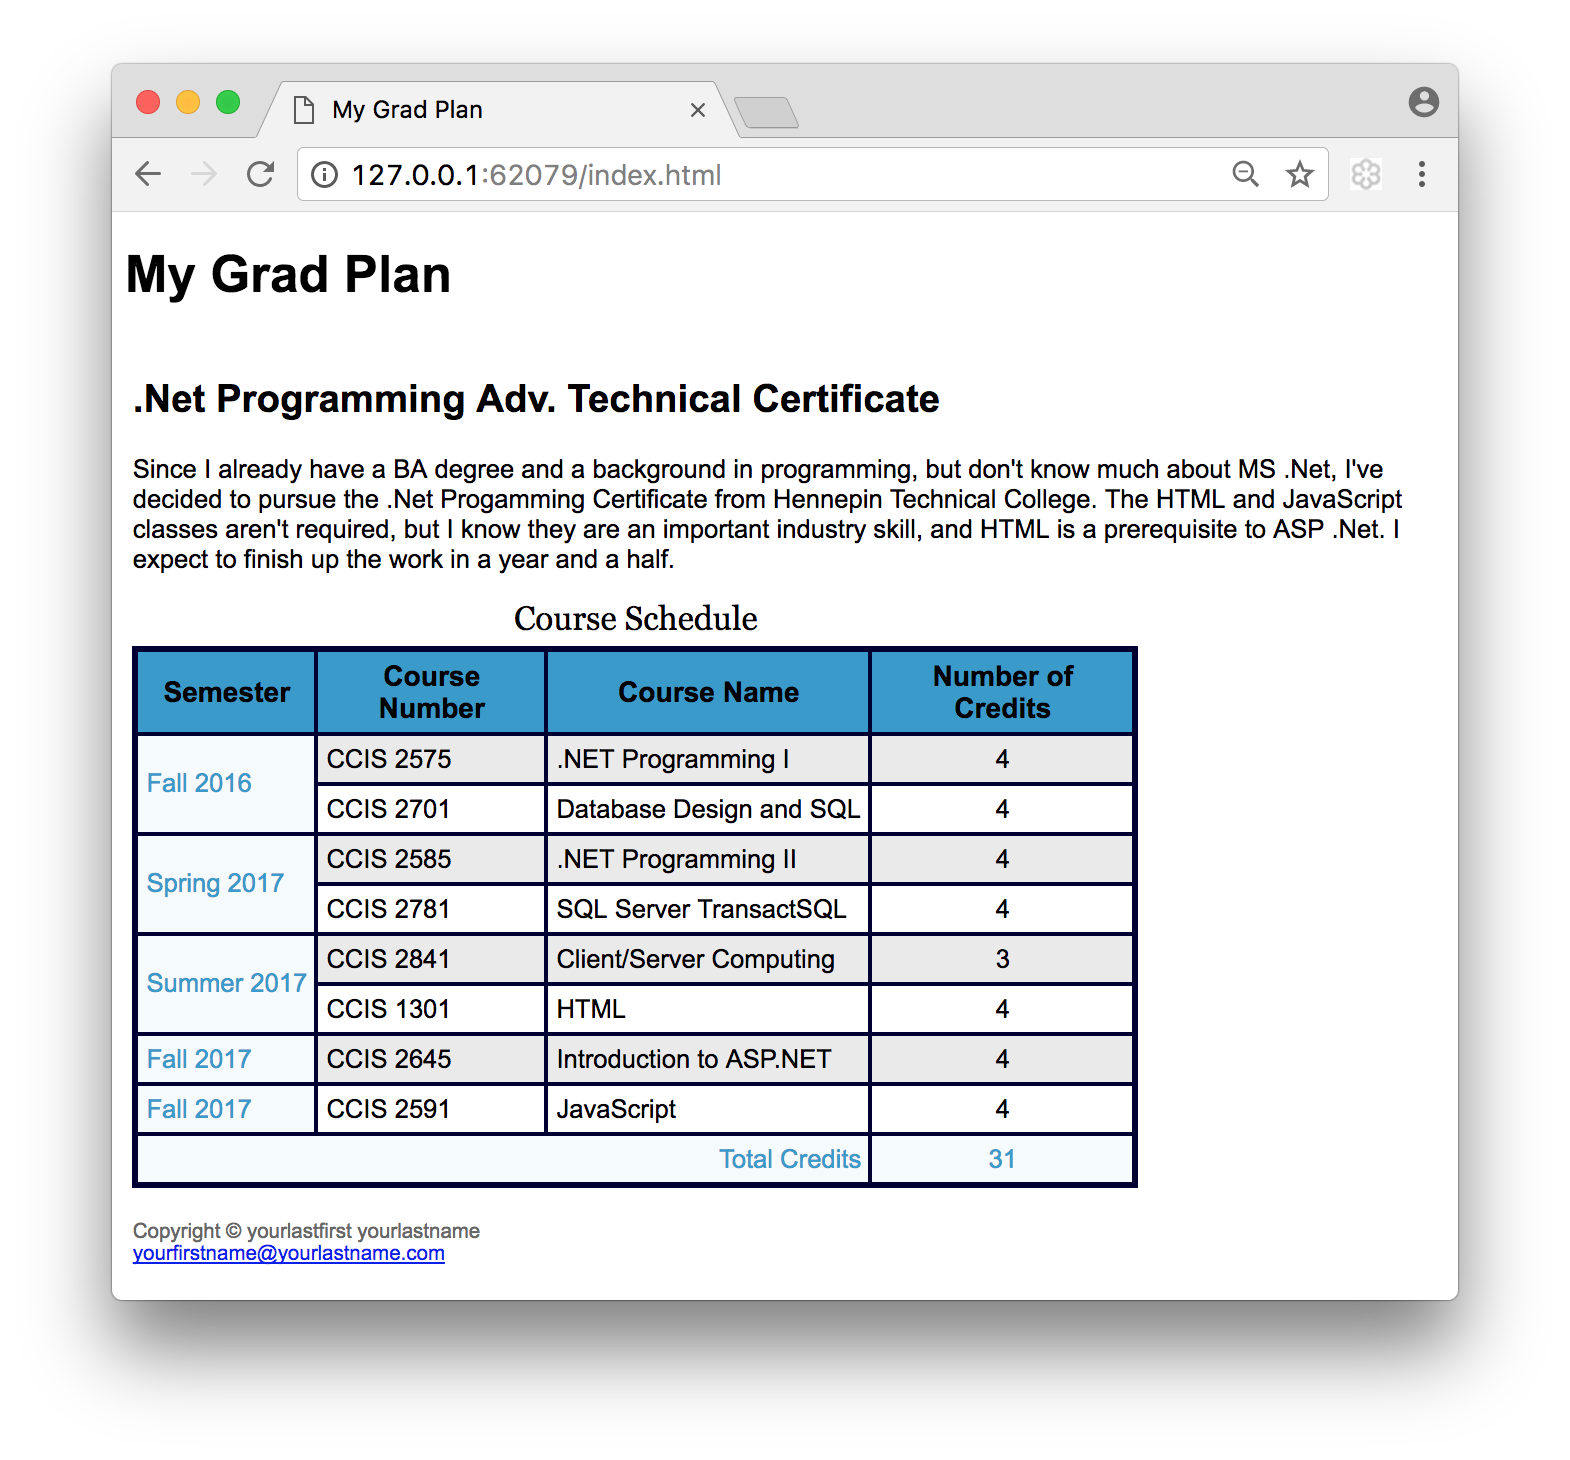 My Grad Plan
127.0.0.1:62079/index.html
My Grad Plan
.Net Programming Adv. Technical Certificate
Since I already have a BA degree and a background in programming, but don't know much about MS .Net, I've
decided to pursue the .Net Progamming Certificate from Hennepin Technical College. The HTML and JavaScript
classes aren't required, but I know they are an important industry skill, and HTML is a prerequisite to ASP .Net. I
expect to finish up the work in a year and a half.
Course Schedule
Semester Course Number Course Name Number of Credits
Fall 2016 CCIS 2575 .NET Programming I 4
CCIS 2701 Database Design and SQL 4
Spring 2017 CCIS 2585 .NET Programming II 4
CCIS 2781 SQL Server TransactSQL 4
Summer 2017 CCIS 2841 Client/Server Computing 3
CCIS 1301 HTML 4
Fall 2017 CCIS 2645 Introduction to ASP.NET 4
Fall 2017 CCIS 2591 JavaScript 4
Total Credits 31
Copyright © yourlastfirst yourlastname
yourfirstname@yourlastname.com